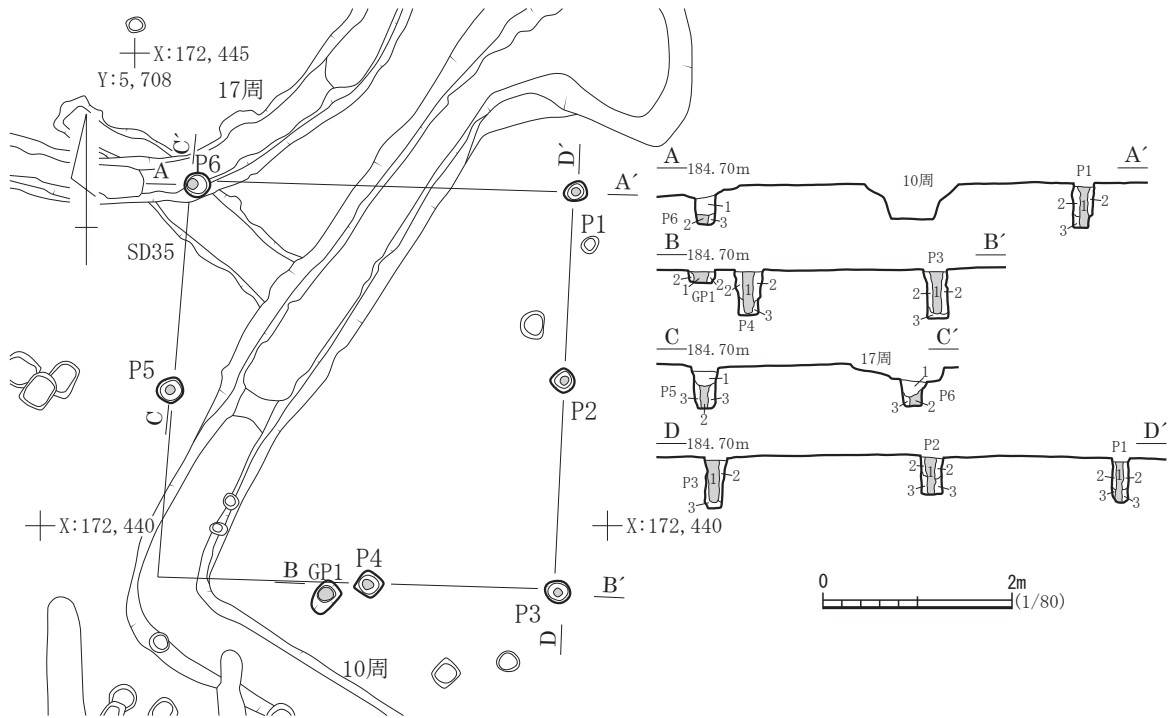 X:172,445
Y:5,708
17周
C′
A
P6
D′
A′
P1
SD35
P5
C
P2
X:172,440
X:172,440
B
GP1
P4
B′
P3
D
10周
A
184.70m
A′
P1
10周
1
P6
2
3
2
1
2
3
B
184.70m
B′
P3
2
1
GP1
2
2
1
2
P4
3
2
1
2
3
C
184.70m
C′
17周
1
P5
3
3
2
1
P6
3
2
D
184.70m
D′
P2
P1
P3
1
2
3
2
1
2
3
3
2
1
2
3
3
0
2m
(1/80)